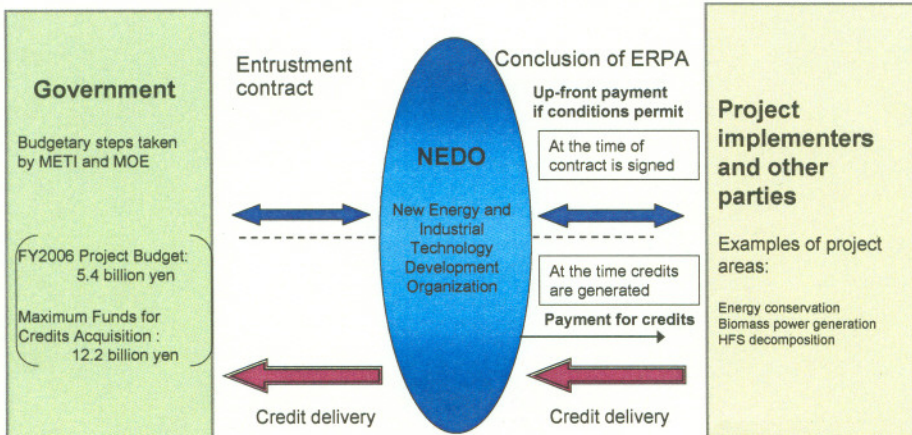 Government
Budgetary steps taken
by METI and MOE
FY2006 Project Budget:
5.4 billion yen
Maximum Funds for
Credits Acquisition :
12.2 billion yen
Entrustment
contract
Credit delivery
NEDO
New Energy and
Industrial
Technology
Development
Organization
Conclusion of ERPA
Up-front payment
if conditions permit
At the time of
contract is signed
At the time credits
are generated
Payment for credits
Credit delivery
Project
implementers
and other
parties
Examples of project
areas:
Energy conservation
Biomass power generation
HFS decomposition